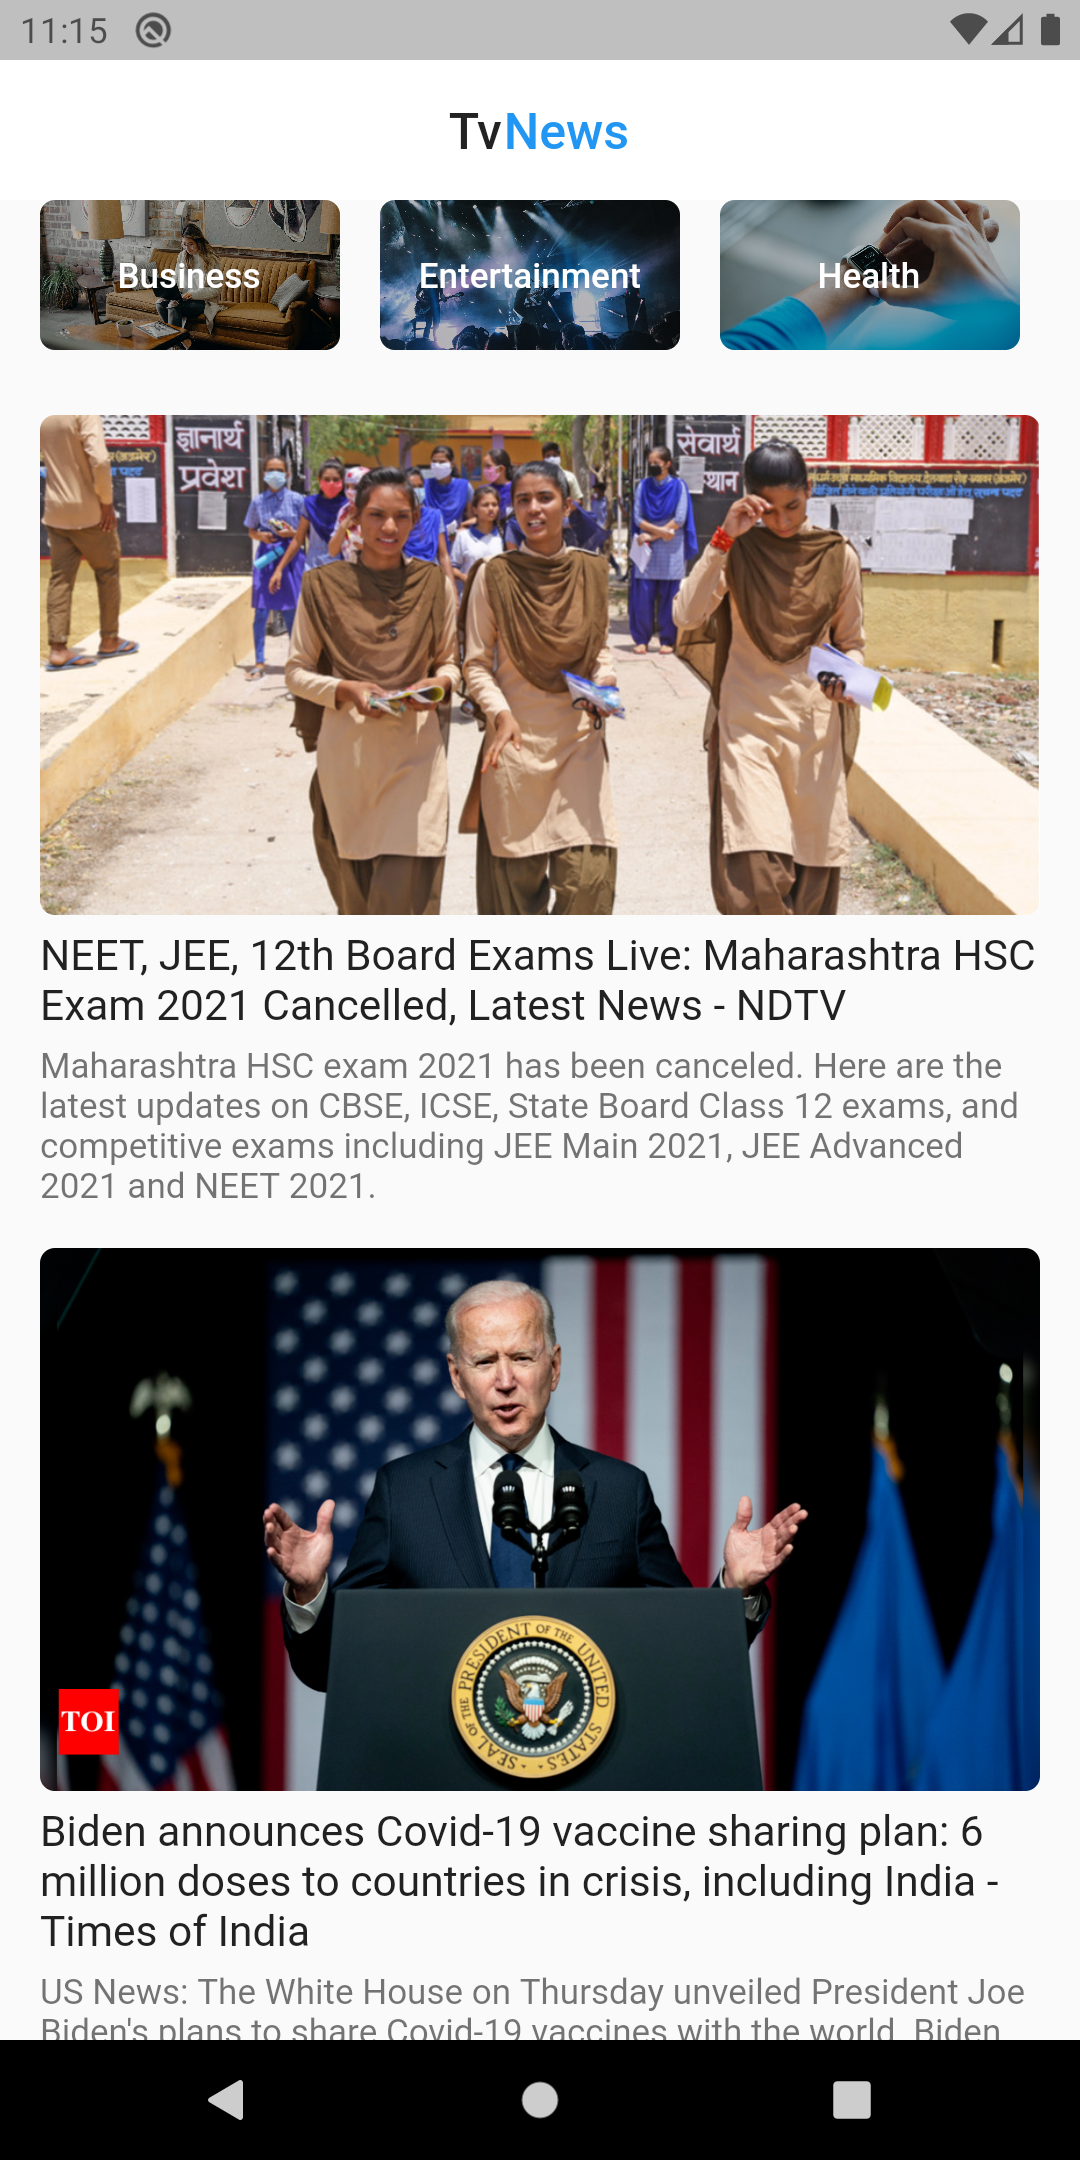 11:15
TvNews
Business
Entertainment
Health
ज्ञानार्थ
प्रवेश
सेवार्थ
NEET, JEE, 12th Board Exams Live: Maharashtra HSC
Exam 2021 Cancelled, Latest News - NDTV
Maharashtra HSC exam 2021 has been canceled. Here are the
latest updates on CBSE, ICSE, State Board Class 12 exams, and
competitive exams including JEE Main 2021, JEE Advanced
2021 and NEET 2021.
SEAL OF THE PRESIDENT OF THE UNITED STATES
TOI
Biden announces Covid-19 vaccine sharing plan: 6
million doses to countries in crisis, including India -
Times of India
US News: The White House on Thursday unveiled President Joe
Biden's plans to share Covid-19 vaccines with the world. Biden